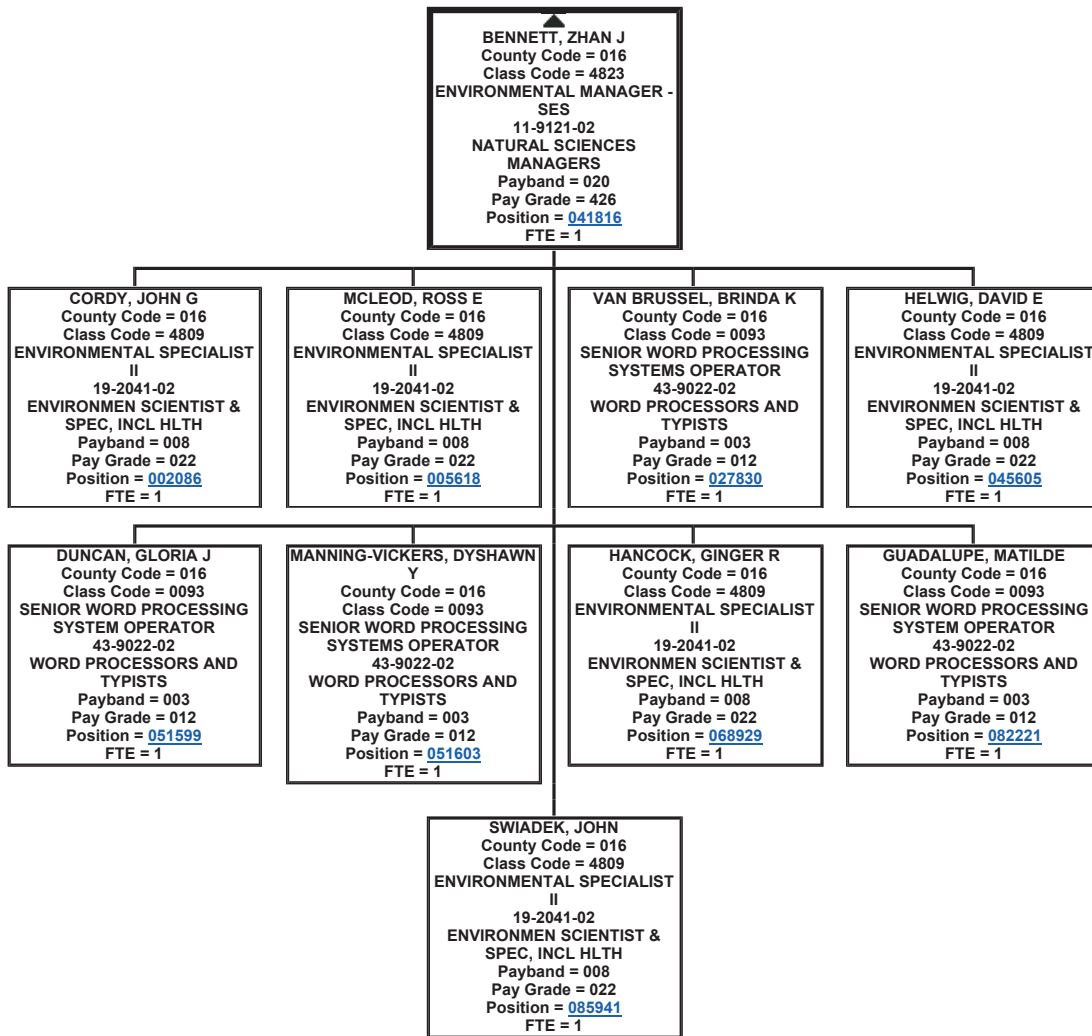 BENNETT, ZHAN J
County Code = 016
Class Code = 4823
ENVIRONMENTAL MANAGER -
SES
11-9121-02
NATURAL SCIENCES
MANAGERS
Payband = 020
Pay Grade = 426
Position = 041816
FTE = 1
CORDY, JOHN G
County Code = 016
Class Code = 4809
ENVIRONMENTAL SPECIALIST
II
19-2041-02
ENVIRONMEN SCIENTIST &
SPEC, INCL HLTH
Payband = 008
Pay Grade = 022
Position = 002086
FTE = 1
MCLEOD, ROSS E
County Code = 016
Class Code = 4809
ENVIRONMENTAL SPECIALIST
II
19-2041-02
ENVIRONMEN SCIENTIST &
SPEC, INCL HLTH
Payband = 008
Pay Grade = 022
Position = 005618
FTE = 1
VAN BRUSSEL, BRINDA K
County Code = 016
Class Code = 0093
SENIOR WORD PROCESSING
SYSTEMS OPERATOR
43-9022-02
WORD PROCESSORS AND
TYPISTS
Payband = 003
Pay Grade = 012
Position = 027830
FTE = 1
HELWIG, DAVID E
County Code = 016
Class Code = 4809
ENVIRONMENTAL SPECIALIST
II
19-2041-02
ENVIRONMEN SCIENTIST &
SPEC, INCL HLTH
Payband = 008
Pay Grade = 022
Position = 045605
FTE = 1
DUNCAN, GLORIA J
County Code = 016
Class Code = 0093
SENIOR WORD PROCESSING
SYSTEM OPERATOR
43-9022-02
WORD PROCESSORS AND
TYPISTS
Payband = 003
Pay Grade = 012
Position = 051599
FTE = 1
MANNING-VICKERS, DYSHAWN
Y
County Code = 016
Class Code = 0093
SENIOR WORD PROCESSING
SYSTEMS OPERATOR
43-9022-02
WORD PROCESSORS AND
TYPISTS
Payband = 003
Pay Grade = 012
Position = 051603
FTE = 1
HANCOCK, GINGER R
County Code = 016
Class Code = 4809
ENVIRONMENTAL SPECIALIST
II
19-2041-02
ENVIRONMEN SCIENTIST &
SPEC, INCL HLTH
Payband = 008
Pay Grade = 022
Position = 068929
FTE = 1
GUADALUPE, MATILDE
County Code = 016
Class Code = 0093
SENIOR WORD PROCESSING
SYSTEM OPERATOR
43-9022-02
WORD PROCESSORS AND
TYPISTS
Payband = 003
Pay Grade = 012
Position = 082221
FTE = 1
SWIADEK, JOHN
County Code = 016
Class Code = 4809
ENVIRONMENTAL SPECIALIST
II
19-2041-02
ENVIRONMEN SCIENTIST &
SPEC, INCL HLTH
Payband = 008
Pay Grade = 022
Position = 085941
FTE = 1